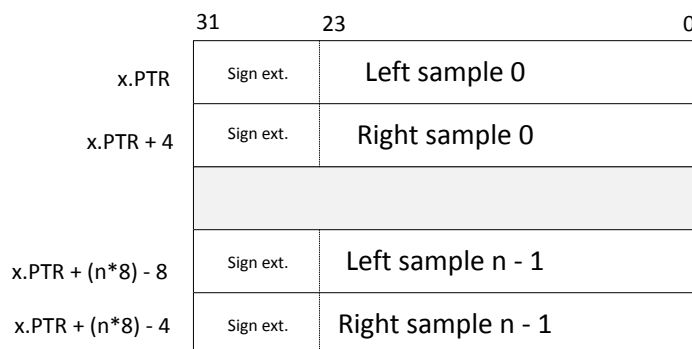 31 23 0
x.PTR Sign ext. Left sample 0
x.PTR + 4 Sign ext. Right sample 0
x.PTR + (n*8) - 8 Sign ext. Left sample n - 1
x.PTR + (n*8) - 4 Sign ext. Right sample n - 1